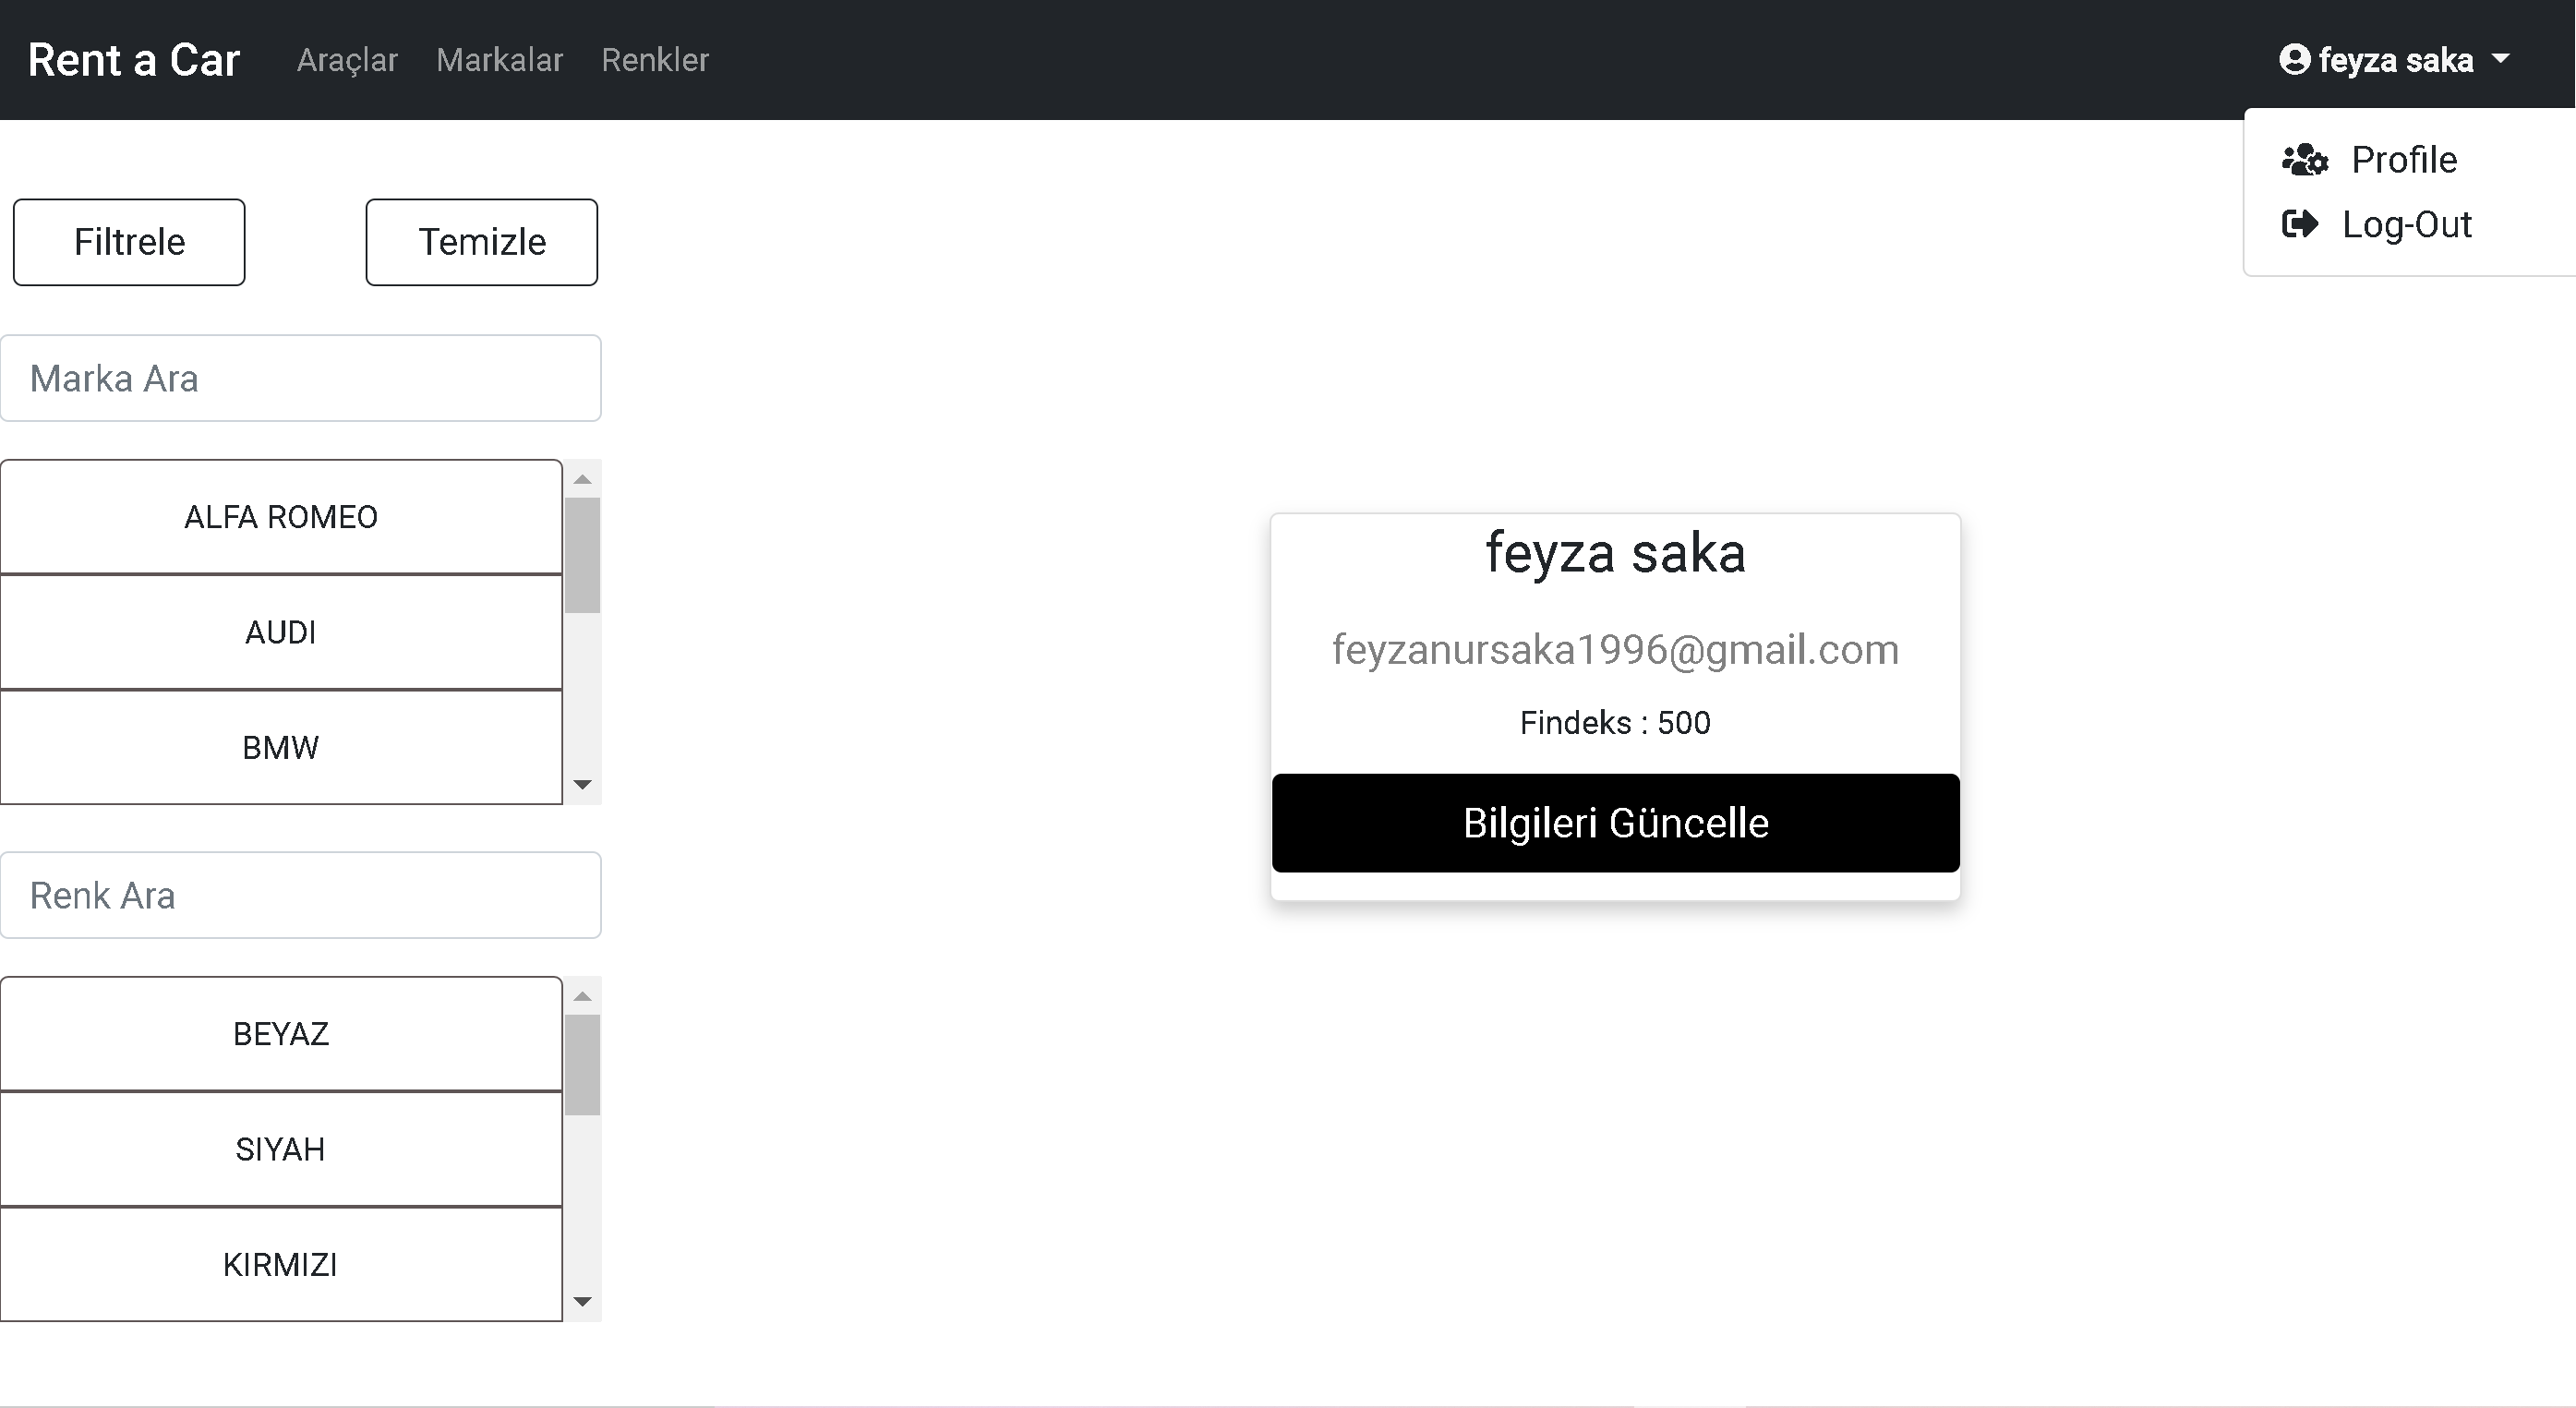 Rent a Car Araçlar Markalar Renkler feyza saka
Profile
Log-Out
Filtrele Temizle
Marka Ara
ALFA ROMEO
AUDI
BMW
Renk Ara
BEYAZ
SIYAH
KIRMIZI
feyza saka
feyzanursaka1996@gmail.com
Findeks : 500
Bilgileri Güncelle